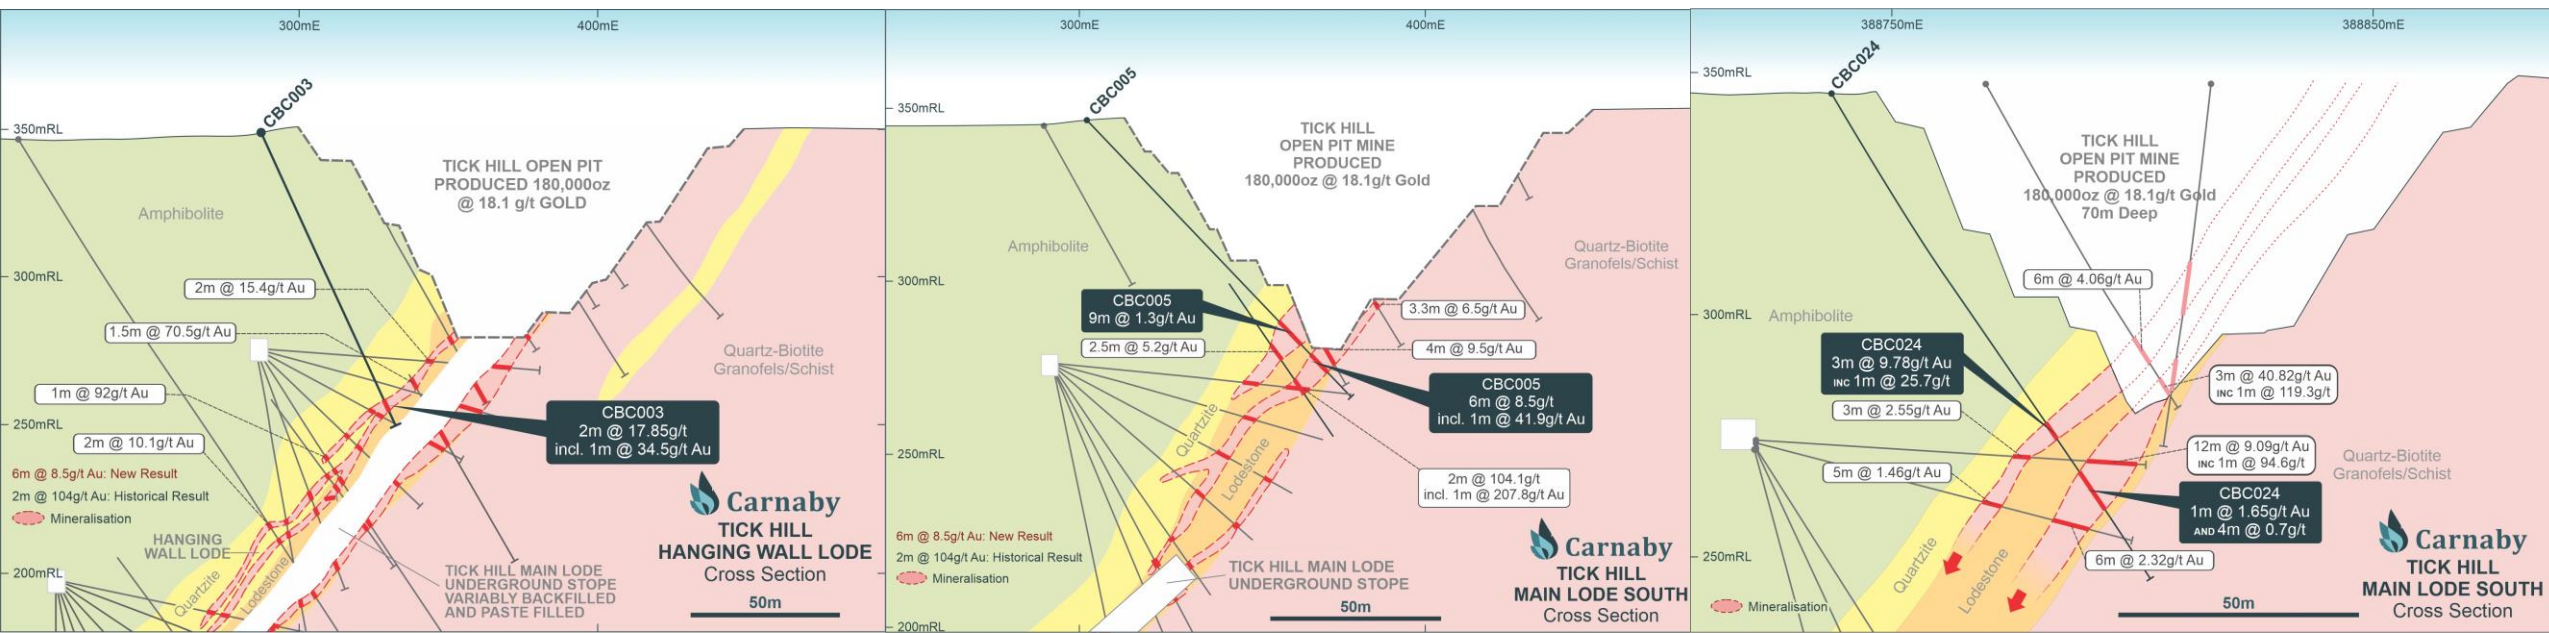 300mE
400mE
CBC003
350mRL
TICK HILL OPEN PIT
PRODUCED 180,000oz
@ 18.1 g/t GOLD
Amphibolite
300mRL
2m @ 15.4g/t Au
1.5m @ 70.5g/t Au
Quartz-Biotite
Granofels/Schist
1m @ 92g/t Au
CBC003
2m @ 17.85g/t
incl. 1m @ 34.5g/t Au
250mRL
2m @ 10.1g/t Au
6m @ 8.5g/t Au: New Result
2m @ 104g/t Au: Historical Result
Mineralisation
Carnaby
TICK HILL
HANGING WALL LODE
Cross Section
50m
HANGING
WALL LODE
200mRL
Quartzite
Lodestone
TICK HILL MAIN LODE
UNDERGROUND STOPE
VARIABLY BACKFILLED
AND PASTE FILLED
300mE
400mE
CBC005
350mRL
TICK HILL
OPEN PIT MINE
PRODUCED
180,000oz @ 18.1g/t Gold
Amphibolite
Quartz-Biotite
Granofels/Schist
300mRL
CBC005
9m @ 1.3g/t Au
3.3m @ 6.5g/t Au
2.5m @ 5.2g/t Au
4m @ 9.5g/t Au
CBC005
6m @ 8.5g/t
incl. 1m @ 41.9g/t Au
Quartzite
Lodestone
250mRL
2m @ 104.1g/t
incl. 1m @ 207.8g/t Au
6m @ 8.5g/t Au: New Result
2m @ 104g/t Au: Historical Result
Mineralisation
TICK HILL MAIN LODE
UNDERGROUND STOPE
Carnaby
TICK HILL
MAIN LODE SOUTH
Cross Section
50m
200mRL
388750mE
388850mE
CBC024
350mRL
TICK HILL
OPEN PIT MINE
PRODUCED
180,000oz @ 18.1g/t Gold
70m Deep
6m @ 4.06g/t Au
300mRL
Amphibolite
CBC024
3m @ 9.78g/t Au
INC 1m @ 25.7g/t
3m @ 40.82g/t Au
INC 1m @ 119.3g/t
3m @ 2.55g/t Au
12m @ 9.09g/t Au
INC 1m @ 94.6g/t
5m @ 1.46g/t Au
Quartz-Biotite
Granofels/Schist
CBC024
1m @ 1.65g/t Au
AND 4m @ 0.7g/t
250mRL
6m @ 2.32g/t Au
Quartzite
Lodestone
Mineralisation
Carnaby
TICK HILL
MAIN LODE SOUTH
Cross Section
50m